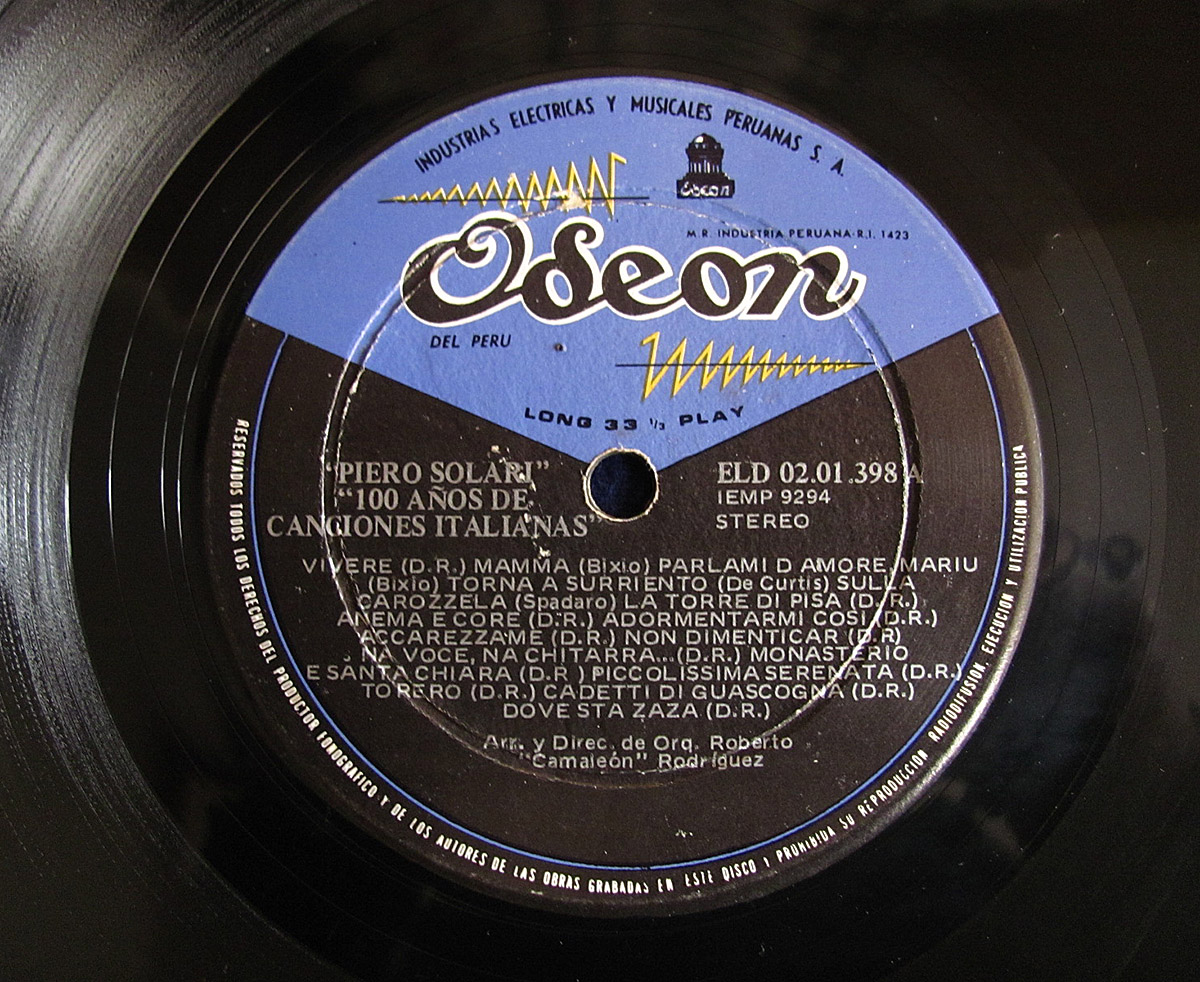 INDUSTRIAS ELECTRICAS Y MUSICALES PERUANAS S. A.
Odeon
M.R. INDUSTRIA PERUANA-R.I. 1423
Odeon
DEL PERU
LONG 33 1/3 PLAY
"PIERO SOLARI"
"100 AÑOS DE
CANCIONES ITALIANAS"
ELD 02.01.398 A
IEMP 9294
STEREO
VIVERE (D.R.) MAMMA (Bixio) PARLAMI D AMORE MARIU
(Bixio) TORNA A SURRIENTO (De Curtis) SULLA
CAROZZELA (Spadaro) LA TORRE DI PISA (D.R.)
ANEMA E CORE (D.R.) ADORMENTARMI COSI (D.R.)
ACCAREZZAME (D.R.) NON DIMENTICAR (D.R)
NA VOCE, NA CHITARRA...(D.R.) MONASTERIO
E SANTA CHIARA (D.R ) PICCOLISSIMA SERENATA (D.R.)
TORERO (D.R.) CADETTI DI GUASCOGNA (D.R.)
DOVE STA ZAZA (D.R.)
Arr. y Direc. de Orq. Roberto
"Camaleón" Rodríguez
RESERVADOS TODOS LOS DERECHOS DEL PRODUCTOR FONOGRAFICO Y DE LOS AUTORES DE LAS OBRAS GRABADAS EN ESTE DISCO Y PROHIBIDA SU REPRODUCCION RADIODIFUSION, EJECUCION Y UTILIZACION PUBLICA